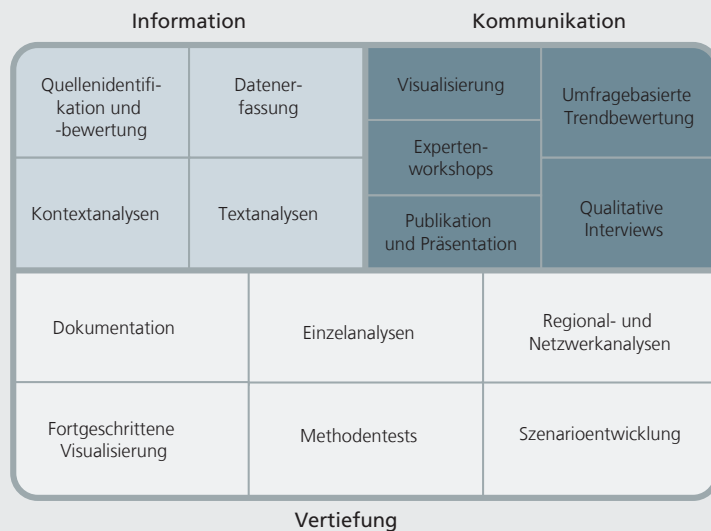 Information
Kommunikation
Quellenidentifi-
kation und
-bewertung
Datener-
fassung
Visualisierung
Umfragebasierte
Trendbewertung
Experten-
workshops
Kontextanalysen
Textanalysen
Publikation
und Präsentation
Qualitative
Interviews
Dokumentation
Einzelanalysen
Regional- und
Netzwerkanalysen
Fortgeschrittene
Visualisierung
Methodentests
Szenarioentwicklung
Vertiefung